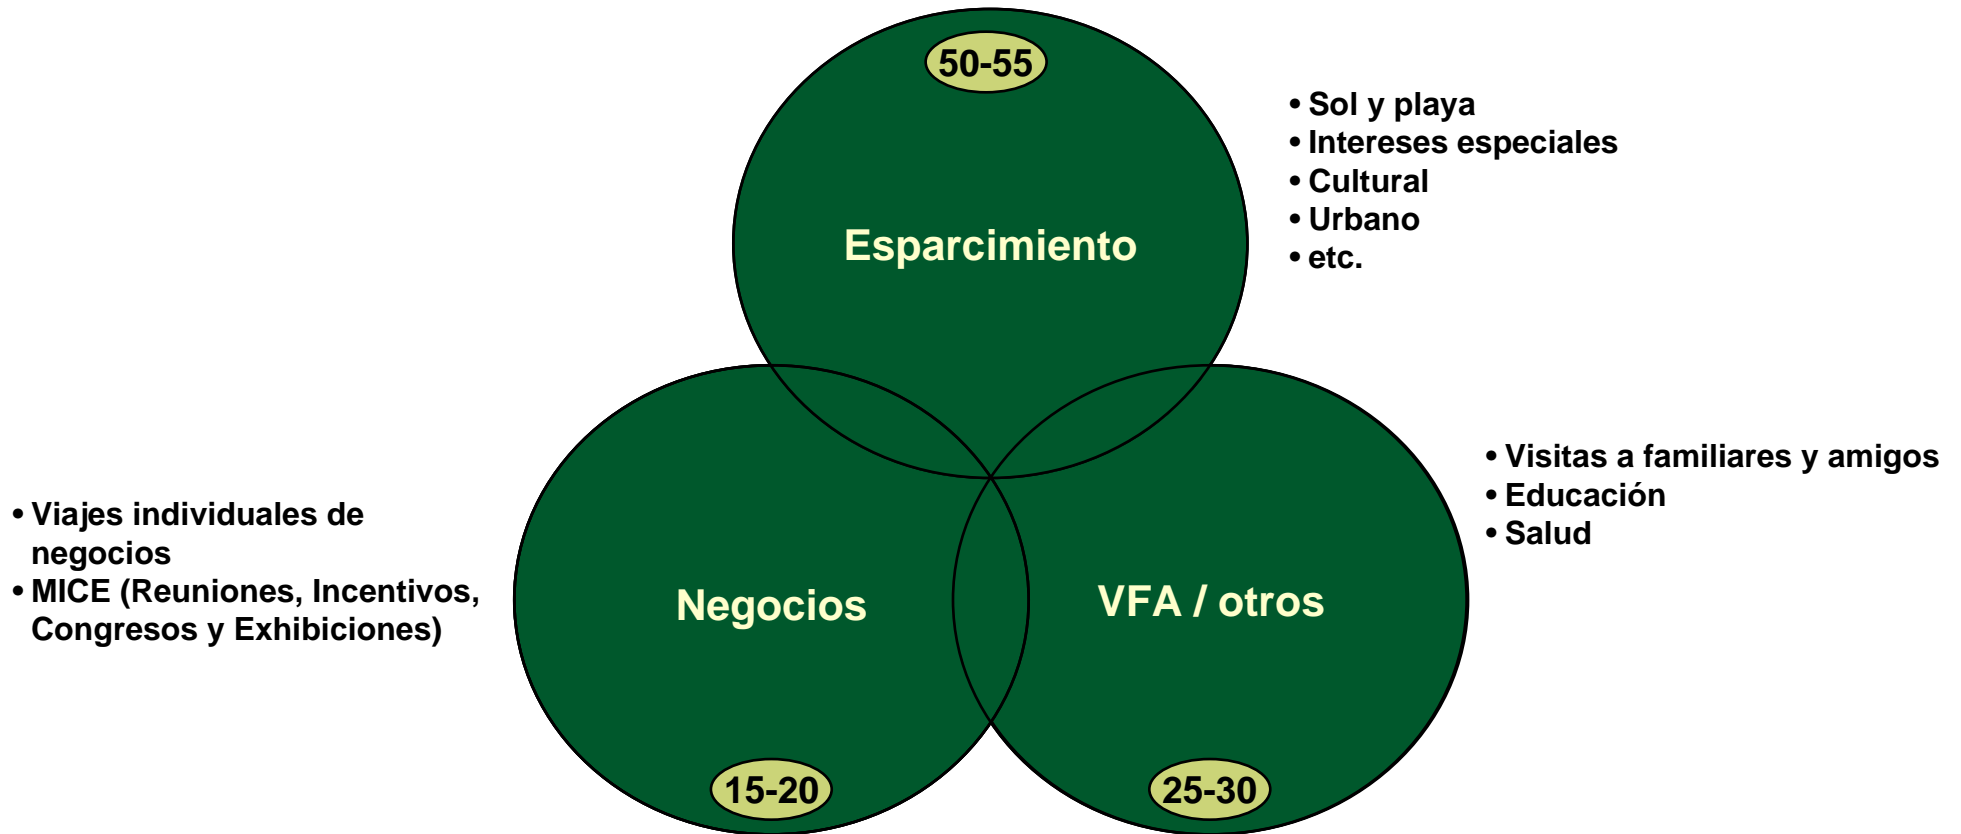 50-55
Esparcimiento
• Sol y playa
• Intereses especiales
• Cultural
• Urbano
• etc.
• Viajes individuales de
negocios
• MICE (Reuniones, Incentivos,
Congresos y Exhibiciones)
Negocios
15-20
VFA / otros
25-30
• Visitas a familiares y amigos
• Educación
• Salud